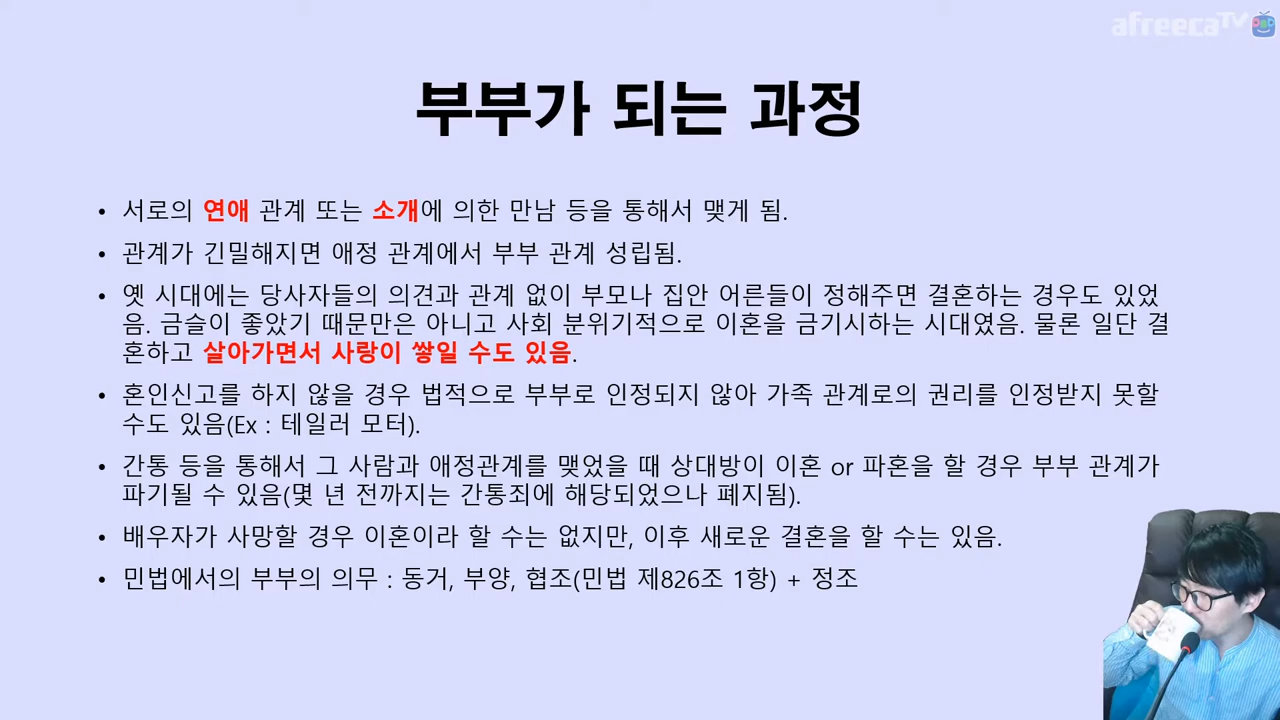 afreecaTV
부부가 되는 과정
• 서로의 연애 관계 또는 소개에 의한 만남 등을 통해서 맺게 됨.
• 관계가 긴밀해지면 애정 관계에서 부부 관계 성립됨.
• 옛 시대에는 당사자들의 의견과 관계 없이 부모나 집안 어른들이 정해주면 결혼하는 경우도 있었
음. 금슬이 좋았기 때문만은 아니고 사회 분위기적으로 이혼을 금기시하는 시대였음. 물론 일단 결
혼하고 살아가면서 사랑이 쌓일 수도 있음.
• 혼인신고를 하지 않을 경우 법적으로 부부로 인정되지 않아 가족 관계로의 권리를 인정받지 못할
수도 있음(Ex : 테일러 모터).
• 간통 등을 통해서 그 사람과 애정관계를 맺었을 때 상대방이 이혼 or 파혼을 할 경우 부부 관계가
파기될 수 있음(몇 년 전까지는 간통죄에 해당되었으나 폐지됨).
• 배우자가 사망할 경우 이혼이라 할 수는 없지만, 이후 새로운 결혼을 할 수는 있음.
• 민법에서의 부부의 의무 : 동거, 부양, 협조(민법 제826조 1항) + 정조